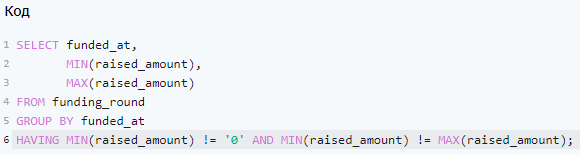 Код
1 SELECT funded_at,
2        MIN(raised_amount),
3        MAX(raised_amount)
4 FROM funding_round
5 GROUP BY funded_at
6 HAVING MIN(raised_amount) != '0' AND MIN(raised_amount) != MAX(raised_amount);